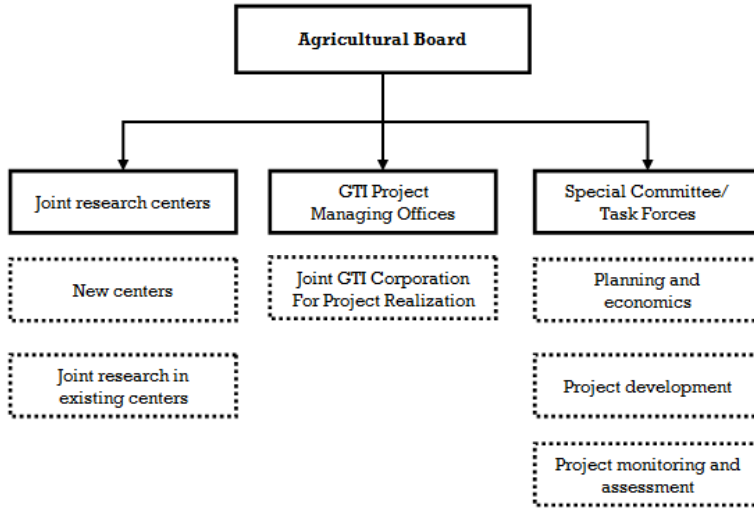 Agricultural Board
Joint research centers
GTI Project
Managing Offices
Special Committee/
Task Forces
New centers
Joint GTI Corporation
For Project Realization
Planning and
economics
Joint research in
existing centers
Project development
Project monitoring and
assessment